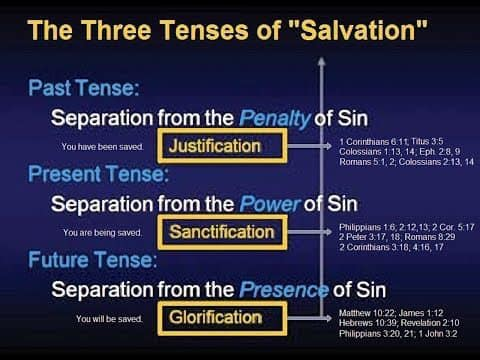 The Three Tenses of "Salvation"
Past Tense:
Separation from the Penalty of Sin
You have been saved.
Justification
1 Corinthians 6:11; Titus 3:5
Colossians 1:13, 14; Eph. 2:8, 9
Romans 5:1, 2; Colossians 2:13, 14
Present Tense:
Separation from the Power of Sin
You are being saved.
Sanctification
Philippians 1:6, 2:12,13; 2 Cor. 5:17
2 Peter 3:17, 18; Romans 8:29
2 Corinthians 3:18, 4:16, 17
Future Tense:
Separation from the Presence of Sin
You will be saved.
Glorification
Matthew 10:22; James 1:12
Hebrews 10:39; Revelation 2:10
Philippians 3:20, 21; 1 John 3:2